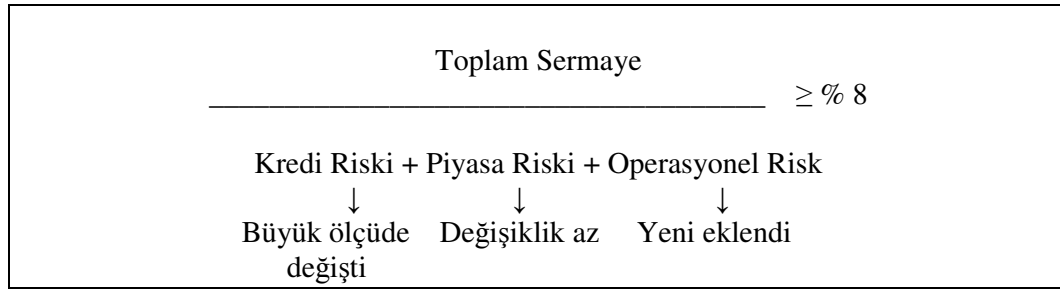 Toplam Sermaye
≥ % 8
Kredi Riski + Piyasa Riski + Operasyonel Risk
↓ ↓ ↓
Büyük ölçüde Değişiklik az Yeni eklendi
değişti